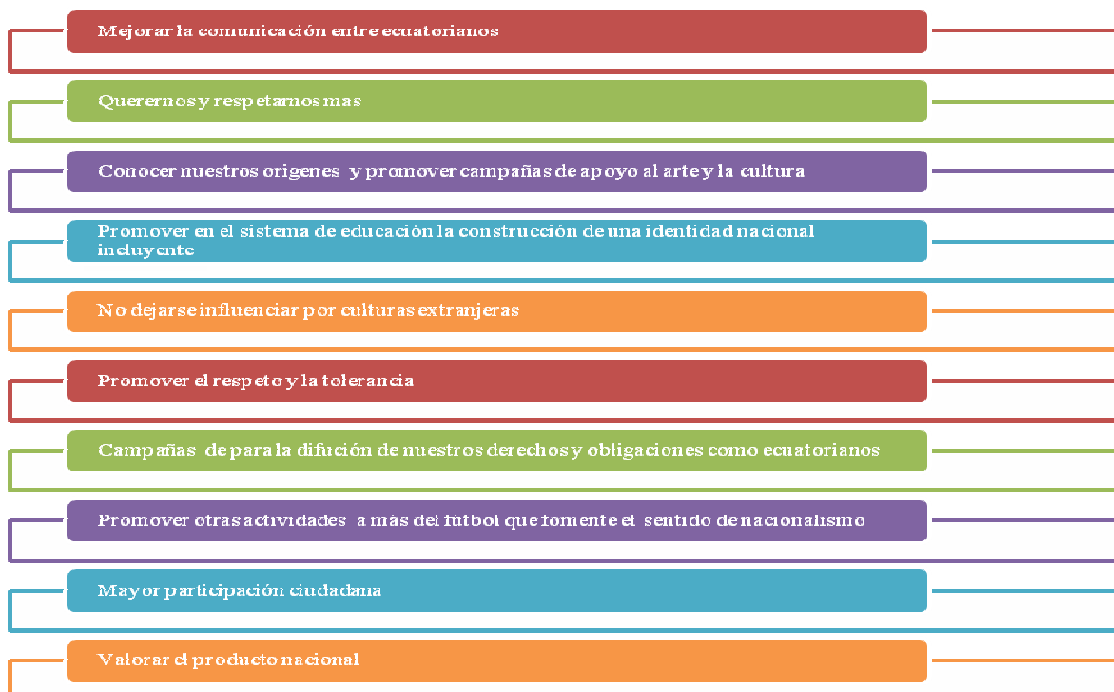 Mejorar la comunicación entre ecuatorianos
Querernos y respetarnos mas
Conocer nuestros origenes y promover campañas de apoyo al arte y la cultura
Promover en el sistema de educación la construcción de una identidad nacional
incluyente
No dejarse influenciar por culturas extranjeras
Promover el respeto y la tolerancia
Campañas de para la difución de nuestros derechos y obligaciones como ecuatorianos
Promover otras actividades a más del fútbol que fomente el sentido de nacionalismo
Mayor participación ciudadana
Valorar el producto nacional